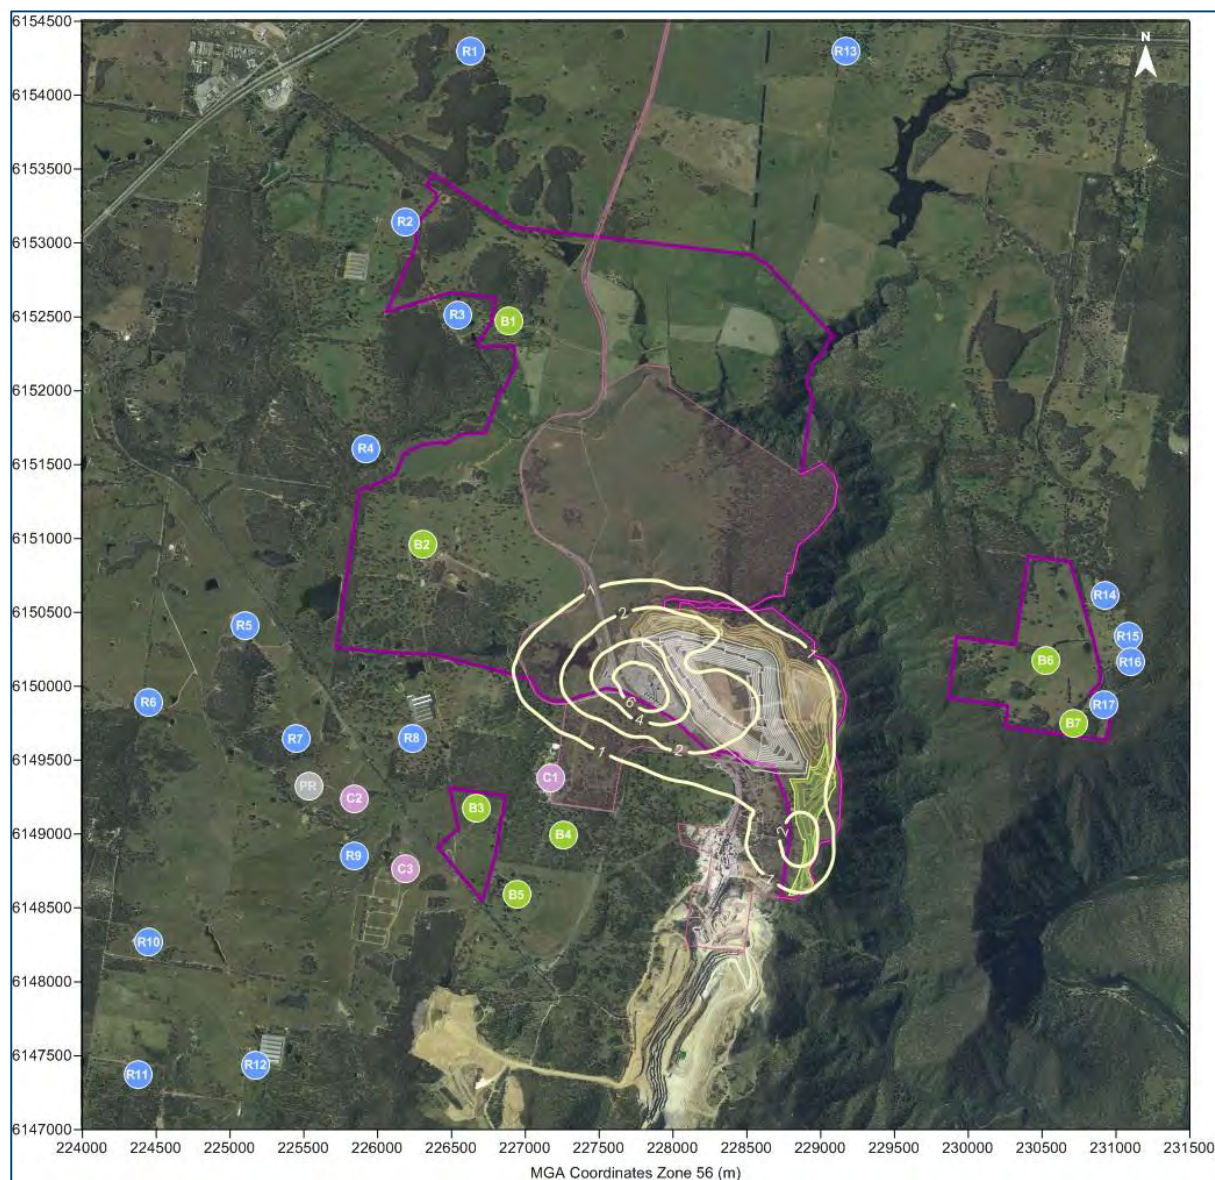 6154500
R1
R13
N
6154000
6153500
R2
6153000
R3
B1
6152500
6152000
R4
6151500
B2
6151000
1
R14
6150500
2
R5
1
R15
B6
R16
6150000
6
R6
4
R17
B7
R7
R8
1
2
6149500
C1
PR
C2
B3
2
6149000
B4
R9
C3
1
B5
6148500
R10
6148000
6147500
R12
R11
6147000
224000 224500 225000 225500 226000 226500 227000 227500 228000 228500 229000 229500 230000 230500 231000 231500
MGA Coordinates Zone 56 (m)